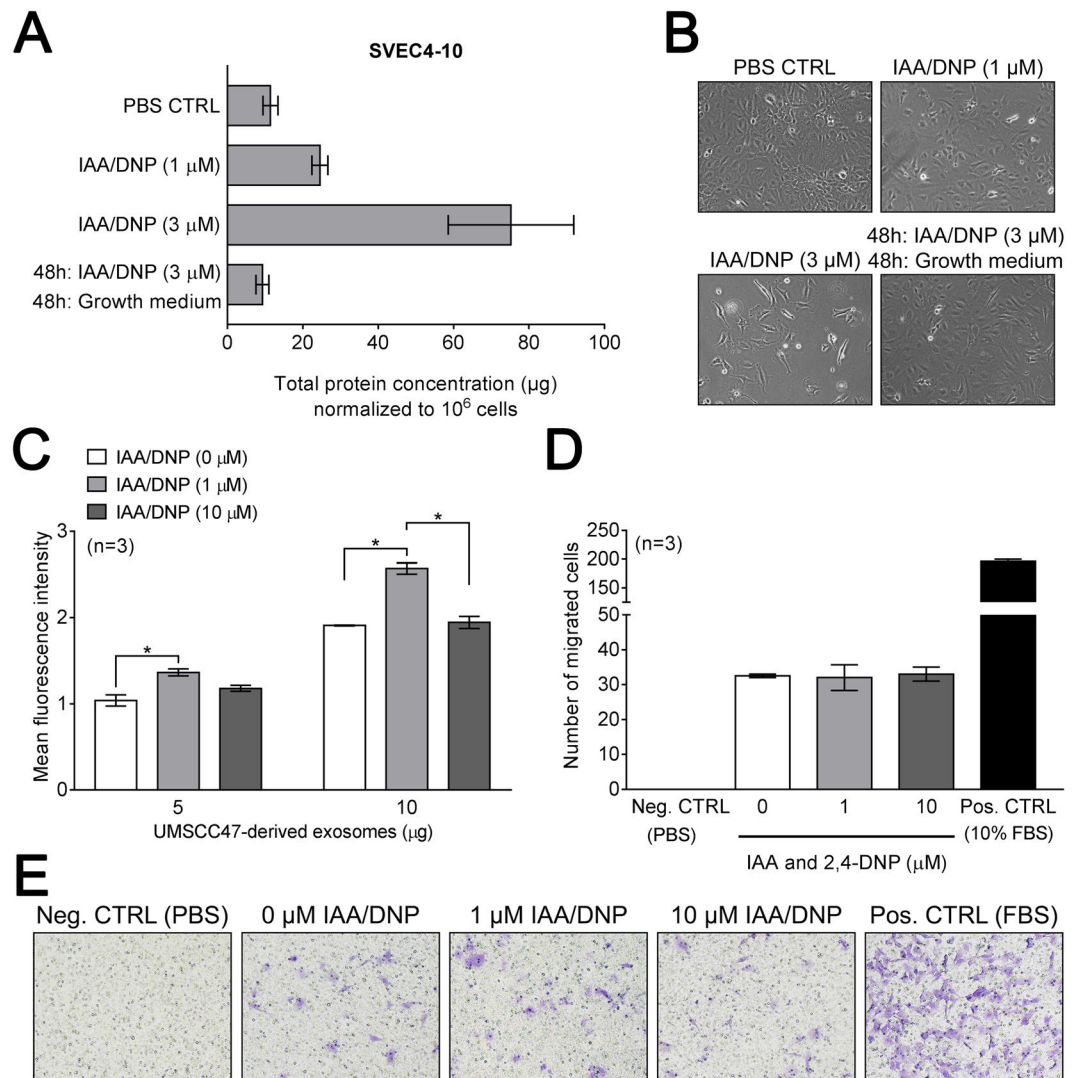 A
SVEC4-10
PBS CTRL
IAA/DNP (1 µM)
IAA/DNP (3 µM)
48h: IAA/DNP (3 µM)
48h: Growth medium
0 20 40 60 80 100
Total protein concentration (µg)
normalized to 10⁶ cells
B
PBS CTRL
IAA/DNP (1 µM)
IAA/DNP (3 µM)
48h: IAA/DNP (3 µM)
48h: Growth medium
C
IAA/DNP (0 µM)
IAA/DNP (1 µM)
IAA/DNP (10 µM)
(n=3)
Mean fluorescence intensity
3
2
1
0
*
*
*
5 10
UMSCC47-derived exosomes (µg)
D
(n=3)
Number of migrated cells
250
200
150
50
40
30
20
10
0
Neg. CTRL 0 1 10 Pos. CTRL
(PBS) (10% FBS)
IAA and 2,4-DNP (µM)
E
Neg. CTRL (PBS)
0 µM IAA/DNP
1 µM IAA/DNP
10 µM IAA/DNP
Pos. CTRL (FBS)